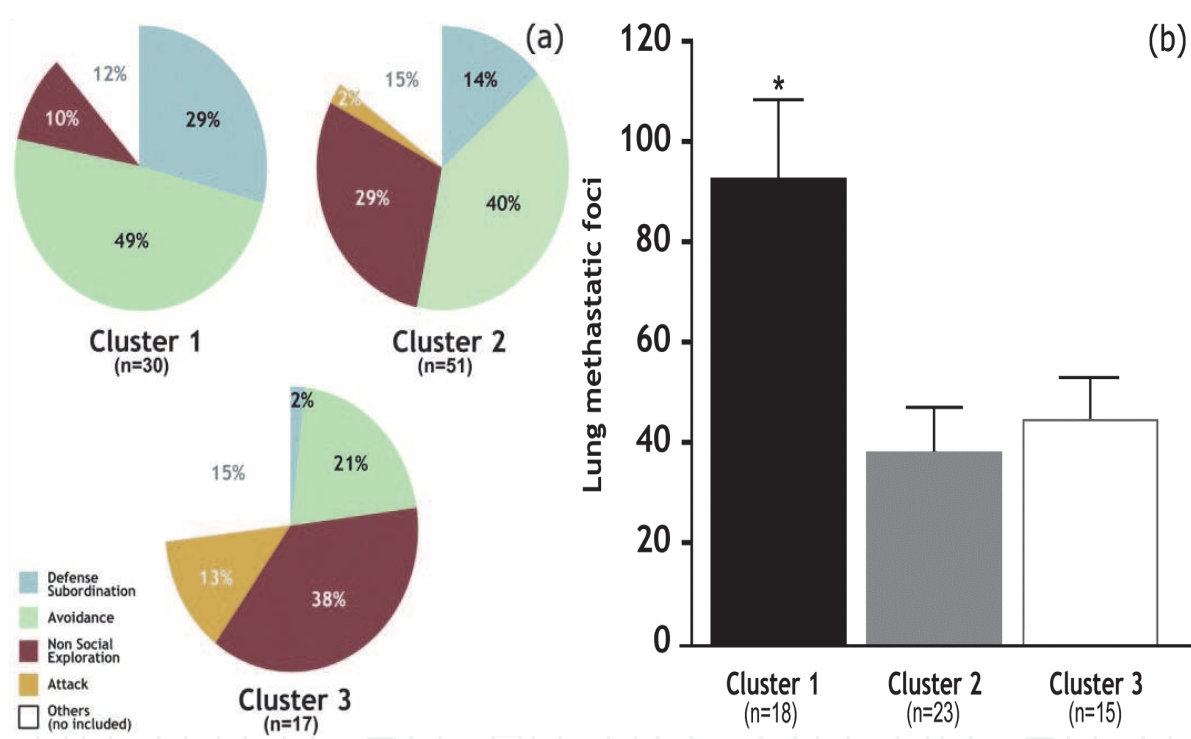 (a)
12%
29%
10%
49%
Cluster 1
(n=30)
15%
14%
2%
29%
40%
Cluster 2
(n=51)
2%
15%
21%
13%
38%
Cluster 3
(n=17)
Defense
Subordination
Avoidance
Non Social
Exploration
Attack
Others
(no included)
(b)
Lung methastatic foci
120
100
80
60
40
20
0
*
Cluster 1
(n=18)
Cluster 2
(n=23)
Cluster 3
(n=15)